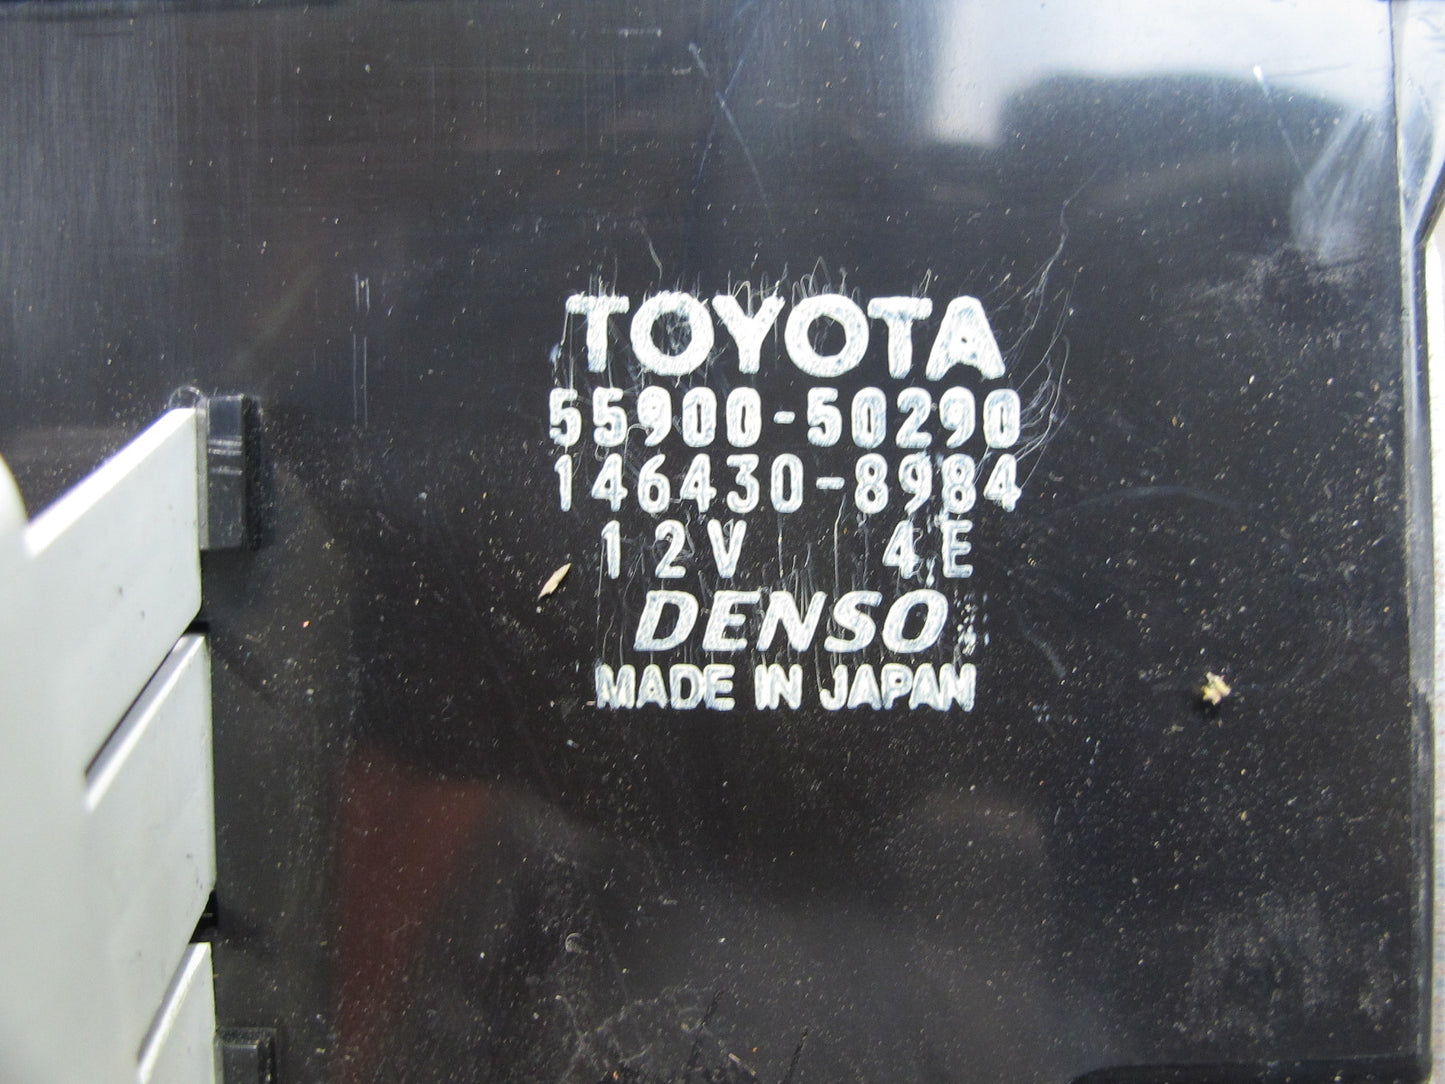 TOYOTA
55900-50290
146430-8984
12V 4E
DENSO
MADE IN JAPAN